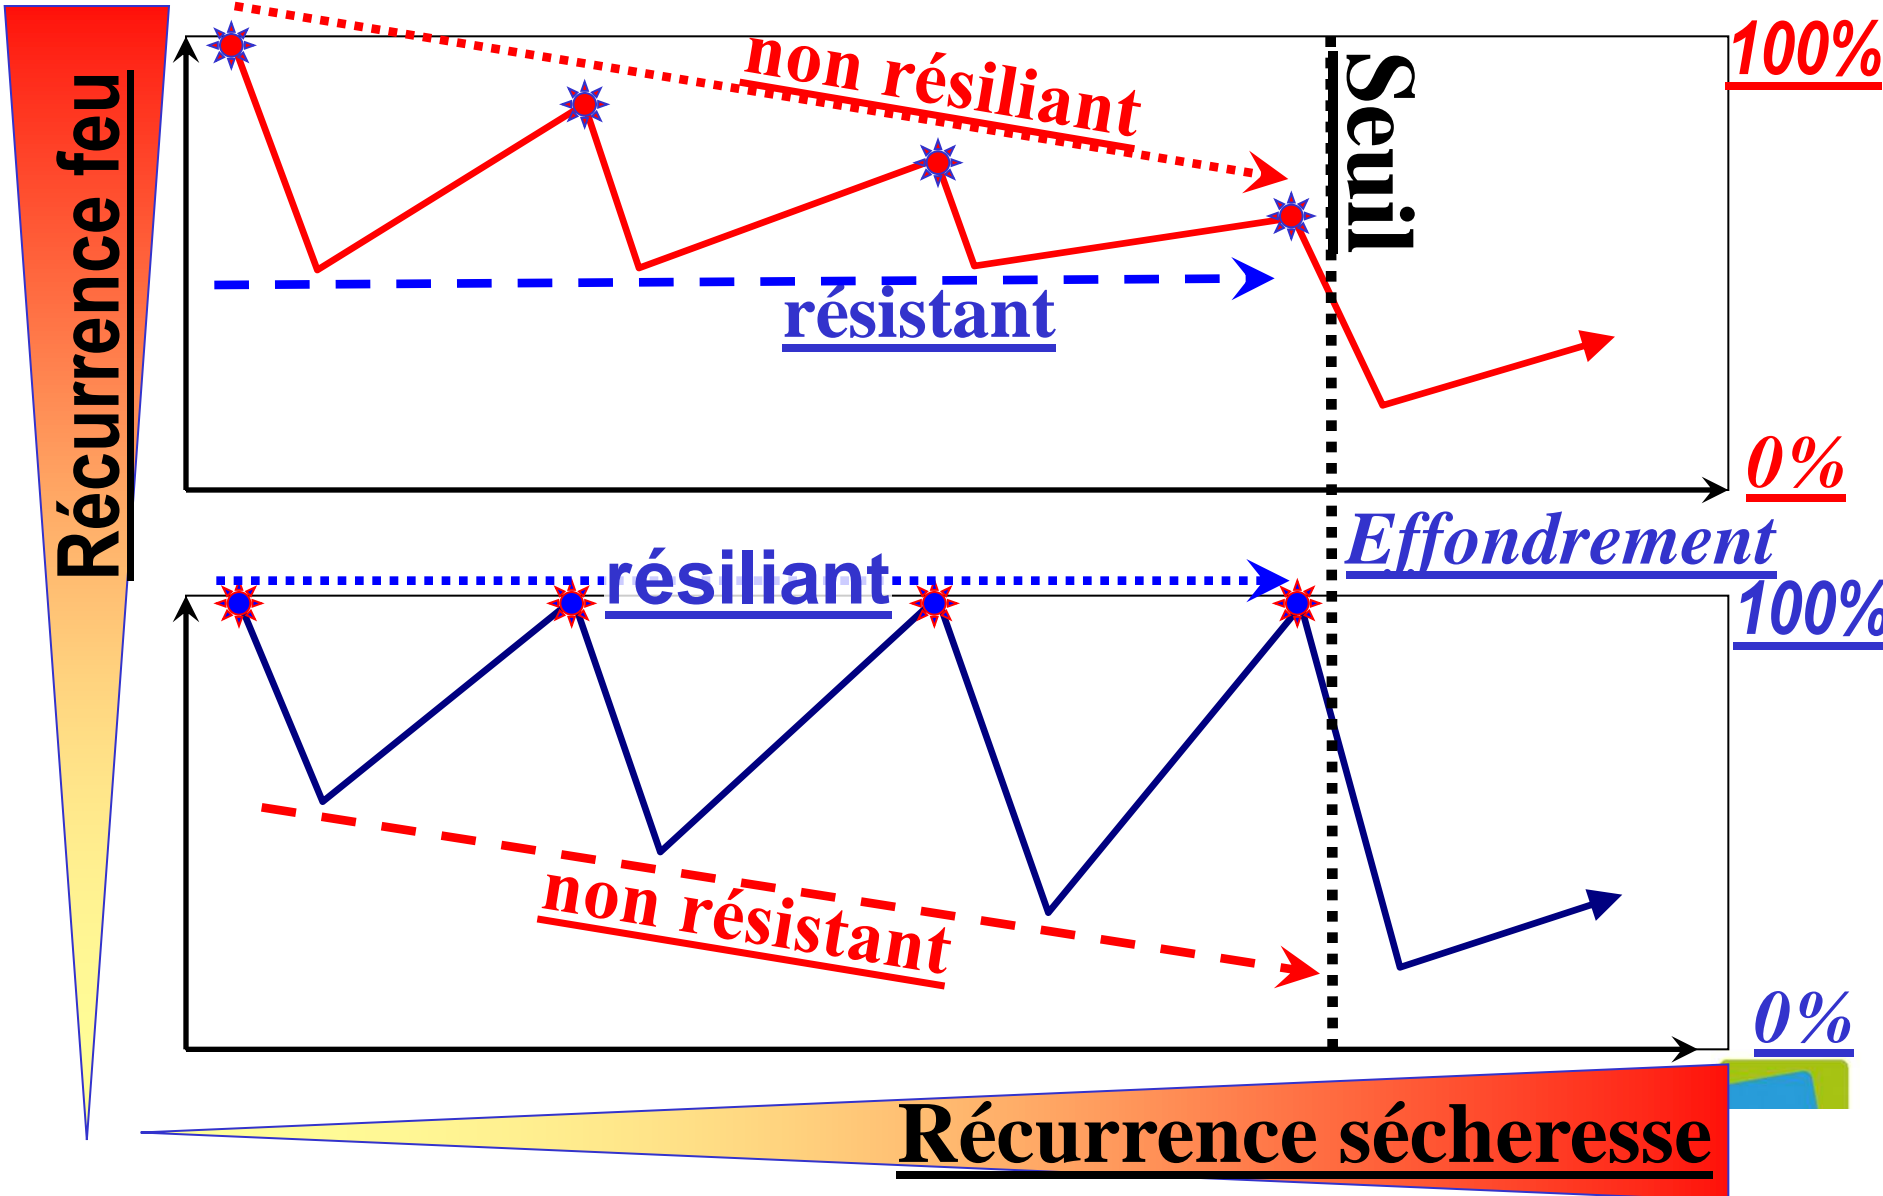 Récurrence feu
non résiliant
Seuil
100%
résistant
0%
Effondrement
résiliant
100%
non résistant
0%
Récurrence sécheresse